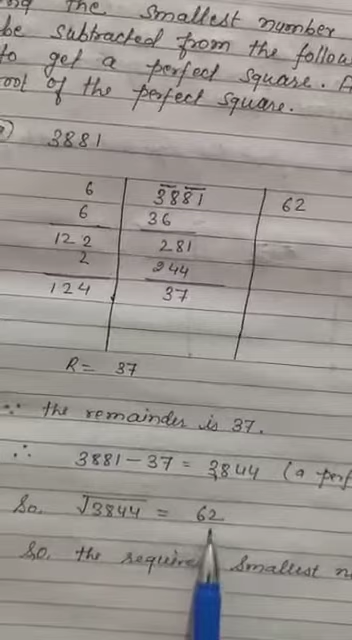 the smallest number
be subtracted from the follow
to get a perfect square. A
oot of the perfect square.
3881
6 3881 62
6 36
122 281
2 244
124 37
R = 37
∵ the remainder is 37.
∴ 3881 - 37 = 3844 (a perf
So. √3844 = 62
So, the require smallest n